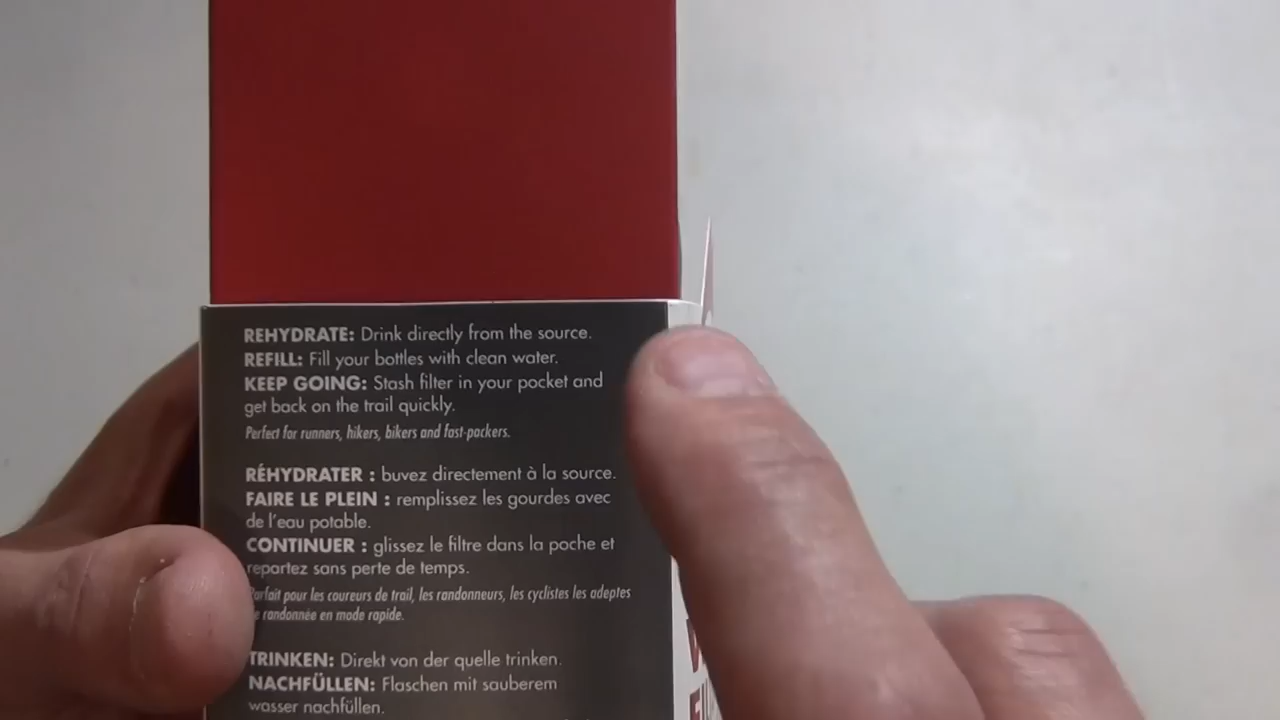 REHYDRATE: Drink directly from the source.
REFILL: Fill your bottles with clean water.
KEEP GOING: Stash filter in your pocket and
get back on the trail quickly.
Perfect for runners, hikers, bikers and fast-packers.
RÉHYDRATER : buvez directement à la source.
FAIRE LE PLEIN : remplissez les gourdes avec
de l'eau potable.
CONTINUER : glissez le filtre dans la poche et
repartez sans perte de temps.
Parfait pour les coureurs de trail, les randonneurs, les cyclistes les adeptes
randonnée en mode rapide.
TRINKEN: Direkt von der quelle trinken.
NACHFÜLLEN: Flaschen mit sauberem
wasser nachfüllen.